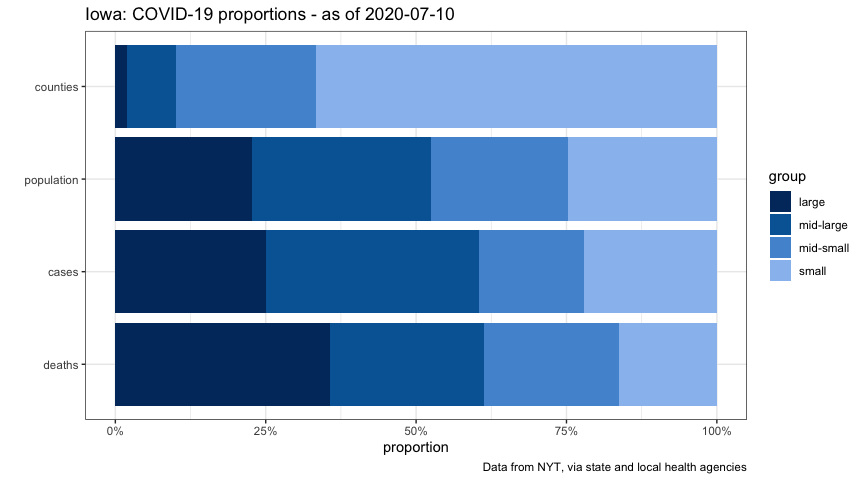 Iowa: COVID-19 proportions - as of 2020-07-10
counties
population
cases
deaths
0%
25%
50%
75%
100%
proportion
group
large
mid-large
mid-small
small
Data from NYT, via state and local health agencies